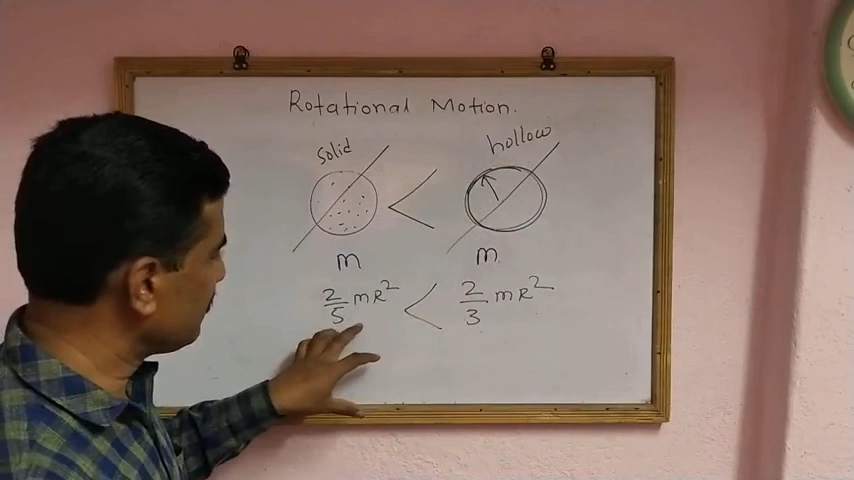 Rotational Motion.
solid hollow
<
m m
2/5 mR² < 2/3 mR²